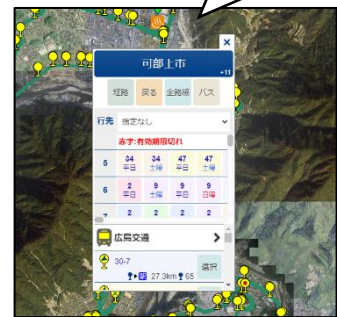 ×
可部上市
+11
経路 戻る 全路線 バス
行先 指定なし
赤字:有効期限切れ
5 34 平日 34 土曜 47 平日 47 土曜
6 2 平日 9 土曜 9 平日 9 日曜
7 2 2 2 2
広島交通 >
30-7
27.3km 65 選択